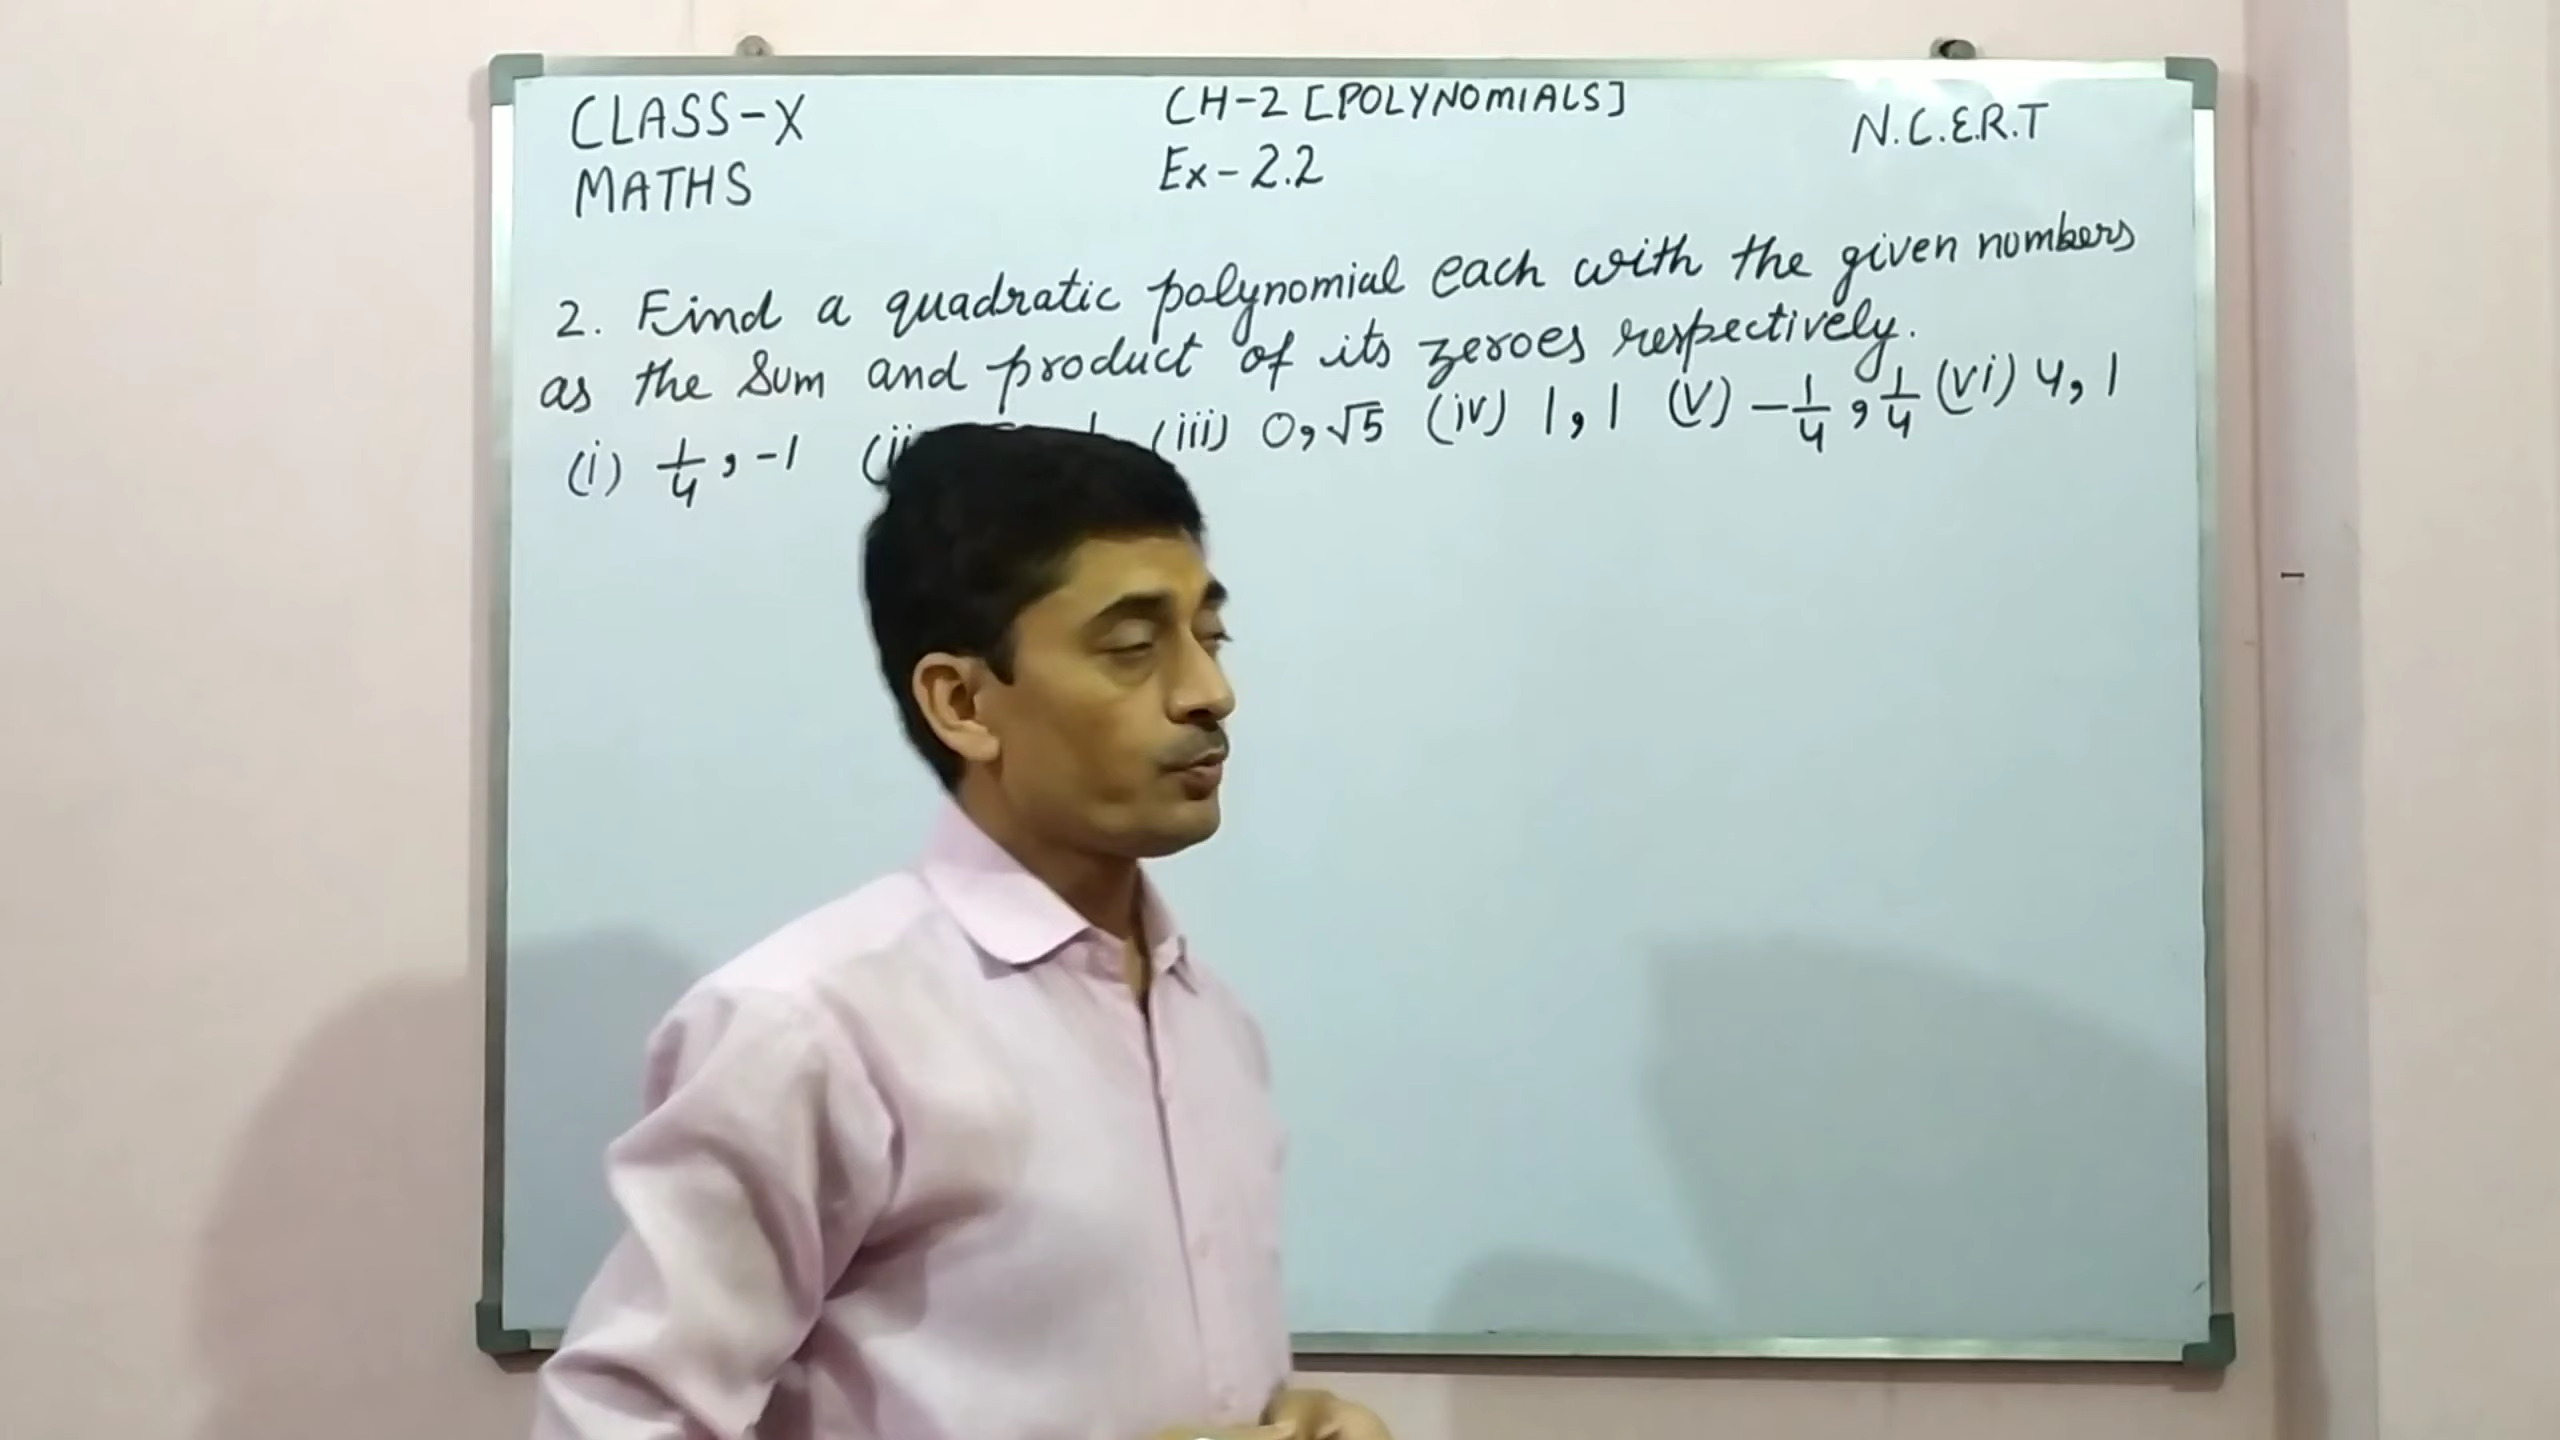 CLASS-X CH-2 [POLYNOMIALS] N.C.E.R.T
MATHS Ex-2.2
2. Find a quadratic polynomial each with the given numbers
as the Sum and product of its zeroes respectively.
(i) 1/4, -1 (iii) 0, √5 (iv) 1, 1 (v) -1/4, 1/4 (vi) 4, 1